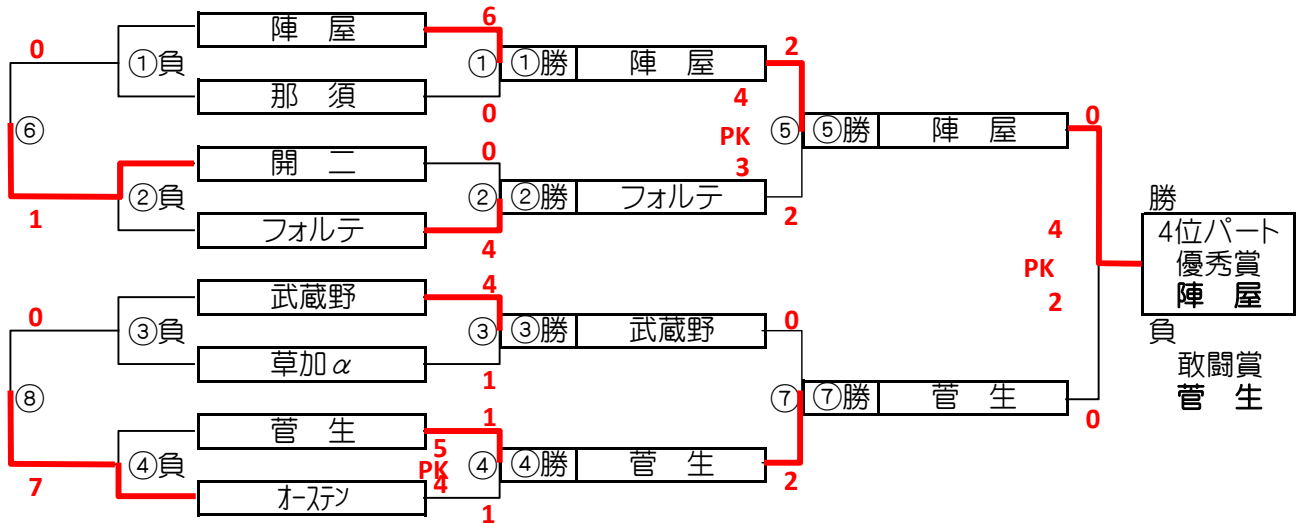 陣 屋 6
0
①負
① ①勝 陣 屋 2
那 須 0
4
⑥
PK ⑤ ⑤勝 陣 屋 0
開 二 0
3
②負
② ②勝 フォルテ 2
1
フォルテ 4
勝
4位パート
優秀賞
陣 屋
4
PK
2
武蔵野 4
0
③負
③ ③勝 武蔵野 0
草加α 1
負
敢闘賞
菅 生
⑧
⑦ ⑦勝 菅 生 0
菅 生 1
5
PK
4
④負
④ ④勝 菅 生 2
7
オーステン 1